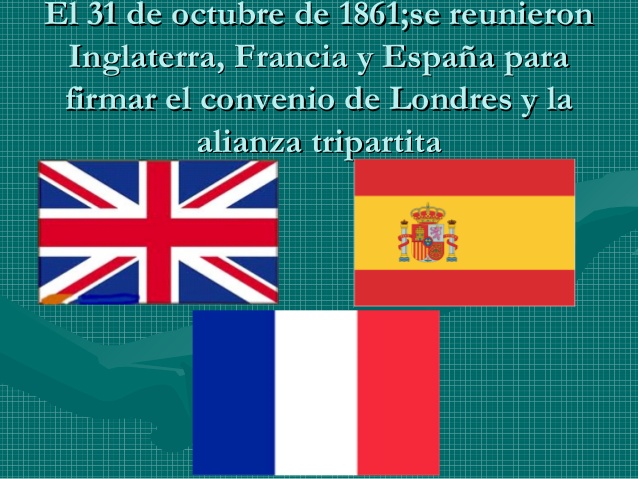 El 31 de octubre de 1861;se reunieron
Inglaterra, Francia y España para
firmar el convenio de Londres y la
alianza tripartita